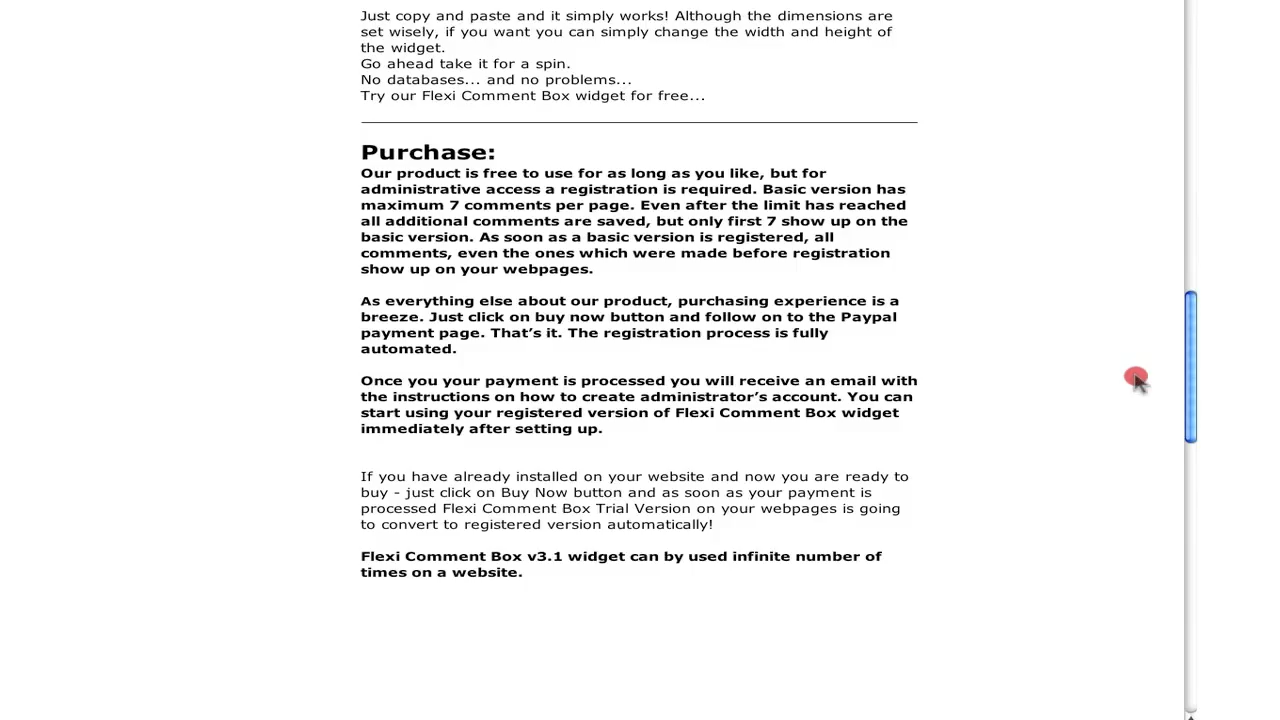 Just copy and paste and it simply works! Although the dimensions are
set wisely, if you want you can simply change the width and height of
the widget.
Go ahead take it for a spin.
No databases... and no problems...
Try our Flexi Comment Box widget for free...
Purchase:
Our product is free to use for as long as you like, but for
administrative access a registration is required. Basic version has
maximum 7 comments per page. Even after the limit has reached
all additional comments are saved, but only first 7 show up on the
basic version. As soon as a basic version is registered, all
comments, even the ones which were made before registration
show up on your webpages.
As everything else about our product, purchasing experience is a
breeze. Just click on buy now button and follow on to the Paypal
payment page. That’s it. The registration process is fully
automated.
Once you your payment is processed you will receive an email with
the instructions on how to create administrator’s account. You can
start using your registered version of Flexi Comment Box widget
immediately after setting up.
If you have already installed on your website and now you are ready to
buy - just click on Buy Now button and as soon as your payment is
processed Flexi Comment Box Trial Version on your webpages is going
to convert to registered version automatically!
Flexi Comment Box v3.1 widget can by used infinite number of
times on a website.